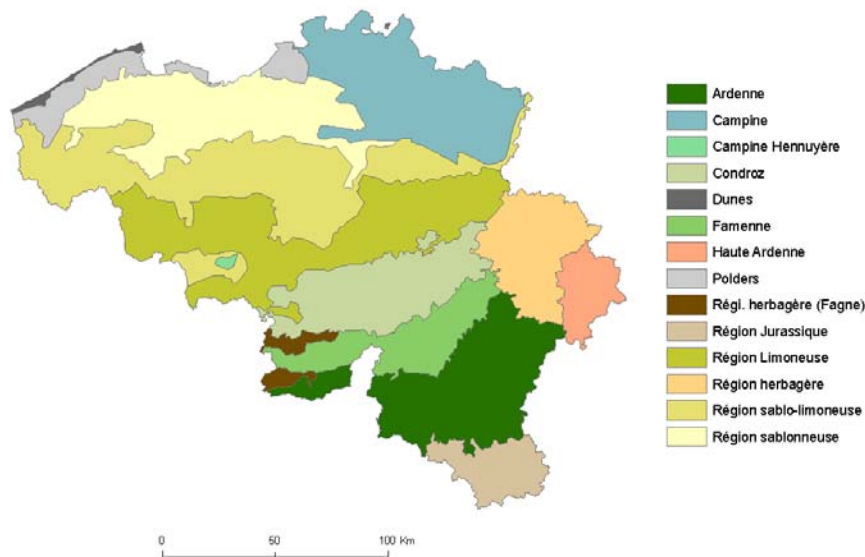 Ardenne
Campine
Campine Hennuyère
Condroz
Dunes
Famenne
Haute Ardenne
Polders
Régi. herbagère (Fagne)
Région Jurassique
Région Limoneuse
Région herbagère
Région sablo-limoneuse
Région sablonneuse
0 50 100 Km